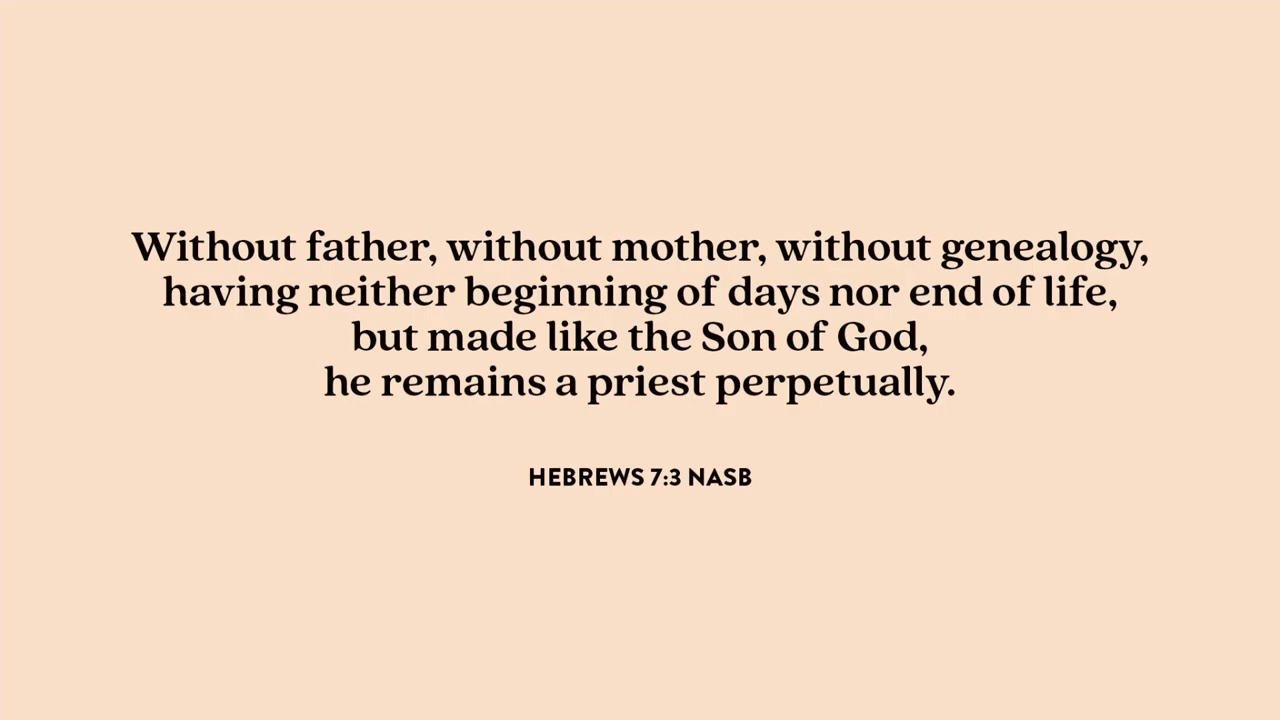 Without father, without mother, without genealogy,
having neither beginning of days nor end of life,
but made like the Son of God,
he remains a priest perpetually.
HEBREWS 7:3 NASB